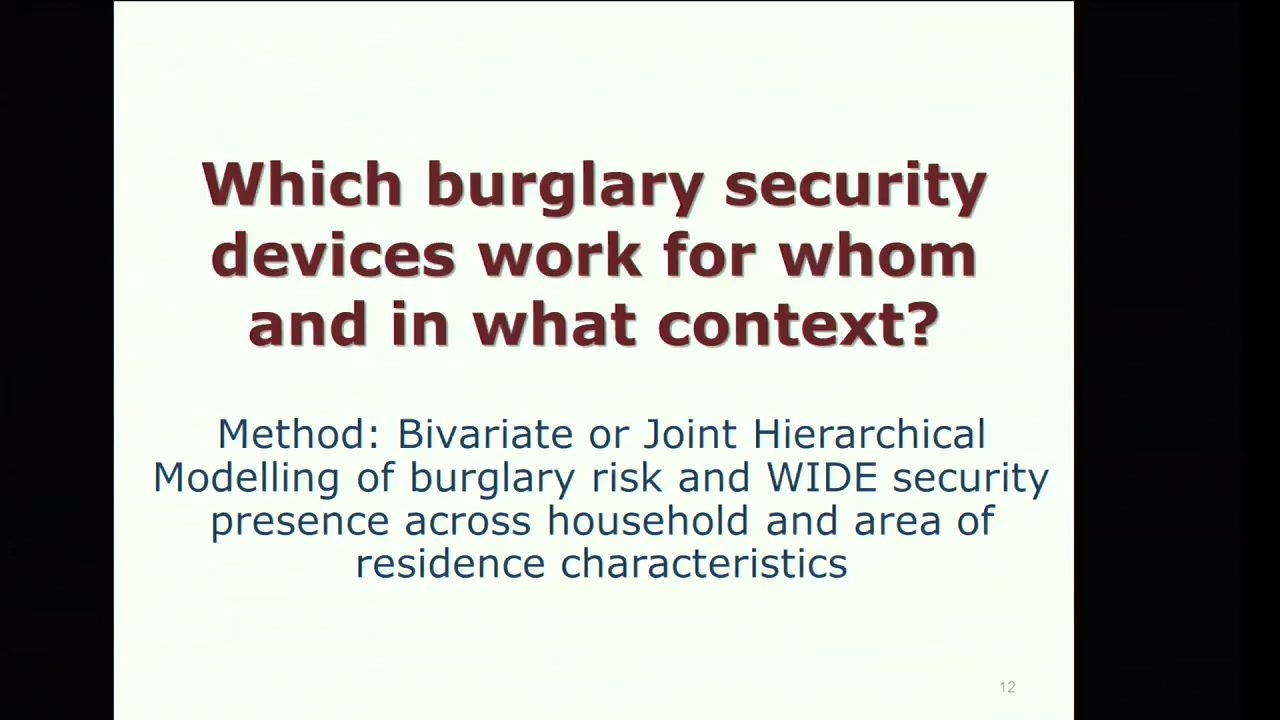 Which burglary security
devices work for whom
and in what context?
Method: Bivariate or Joint Hierarchical
Modelling of burglary risk and WIDE security
presence across household and area of
residence characteristics
12